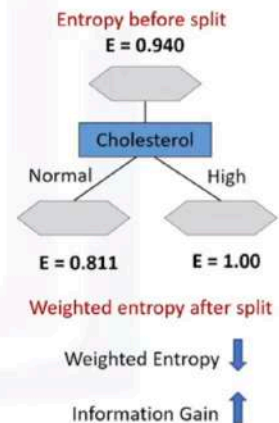 Entropy before split
E = 0.940
Cholesterol
Normal High
E = 0.811 E = 1.00
Weighted entropy after split
Weighted Entropy
Information Gain